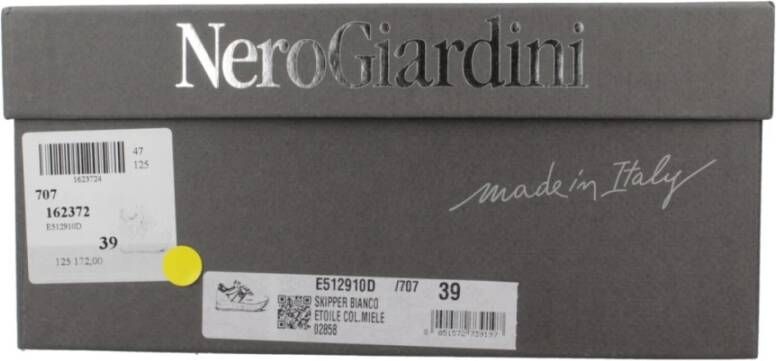 NeroGiardini
made in Italy
47
125
1623724
707
162372
E512910D
39
125 172,00
E512910D /707 39
SKIPPER BIANCO
ETOILE COL.MIELE
02858